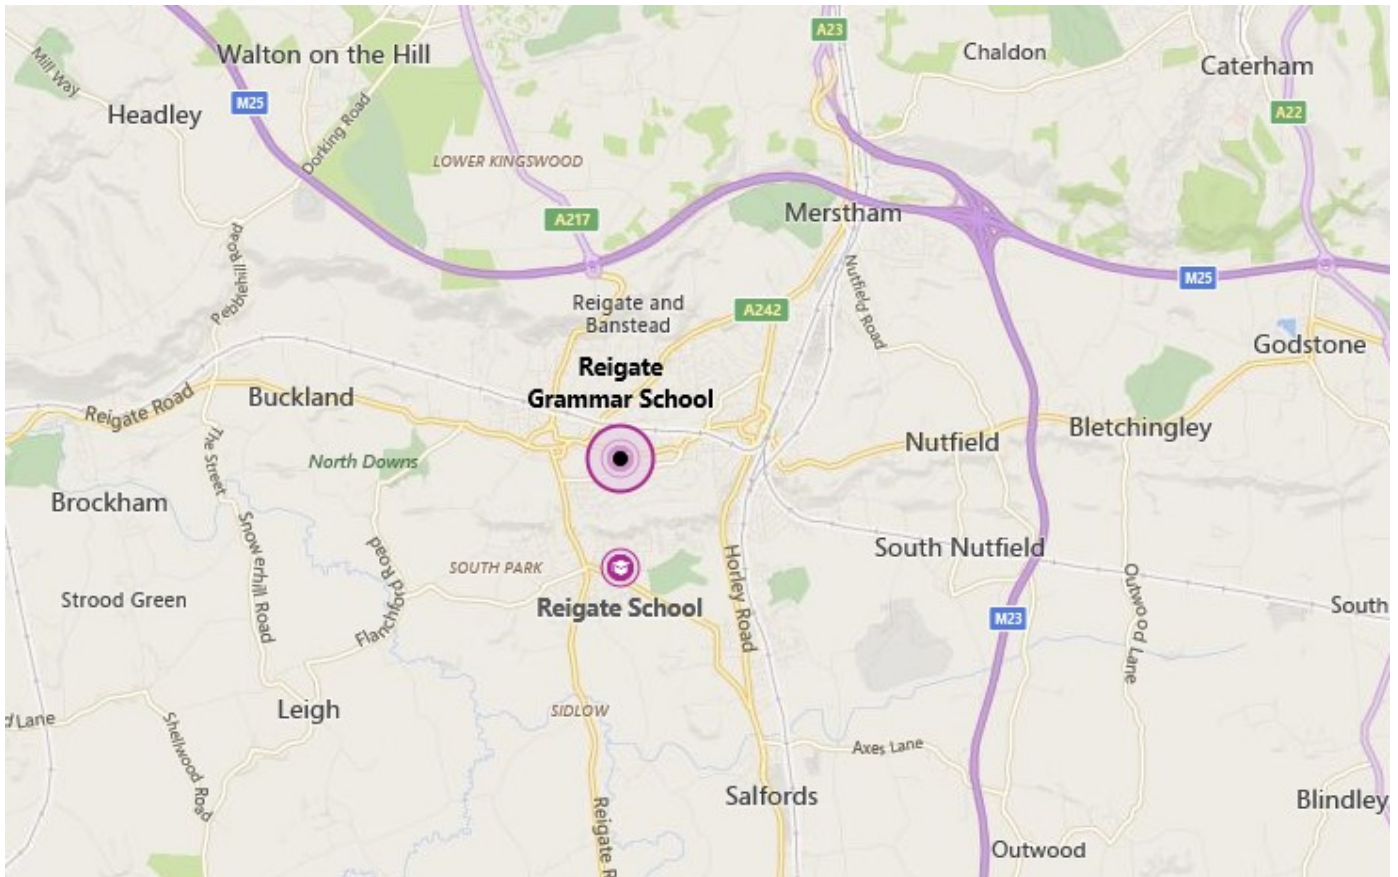 A23
Walton on the Hill
Chaldon
Caterham
Mill Way
M25
Headley
A22
Dorking Road
LOWER KINGSWOOD
A217
Merstham
Pebblehill Road
Nutfield Road
M25
Reigate and
Banstead
A242
Godstone
Reigate
Grammar School
Reigate Road
Buckland
Bletchingley
Nutfield
The Street
North Downs
Brockham
Snowerhill Road
Flanchford Road
South Nutfield
SOUTH PARK
Horley Road
Outwood Lane
Strood Green
Reigate School
M23
South
Leigh
SIDLOW
d Lane
Shellwood Road
Axes Lane
Salfords
Blindley
Reigate R
Outwood